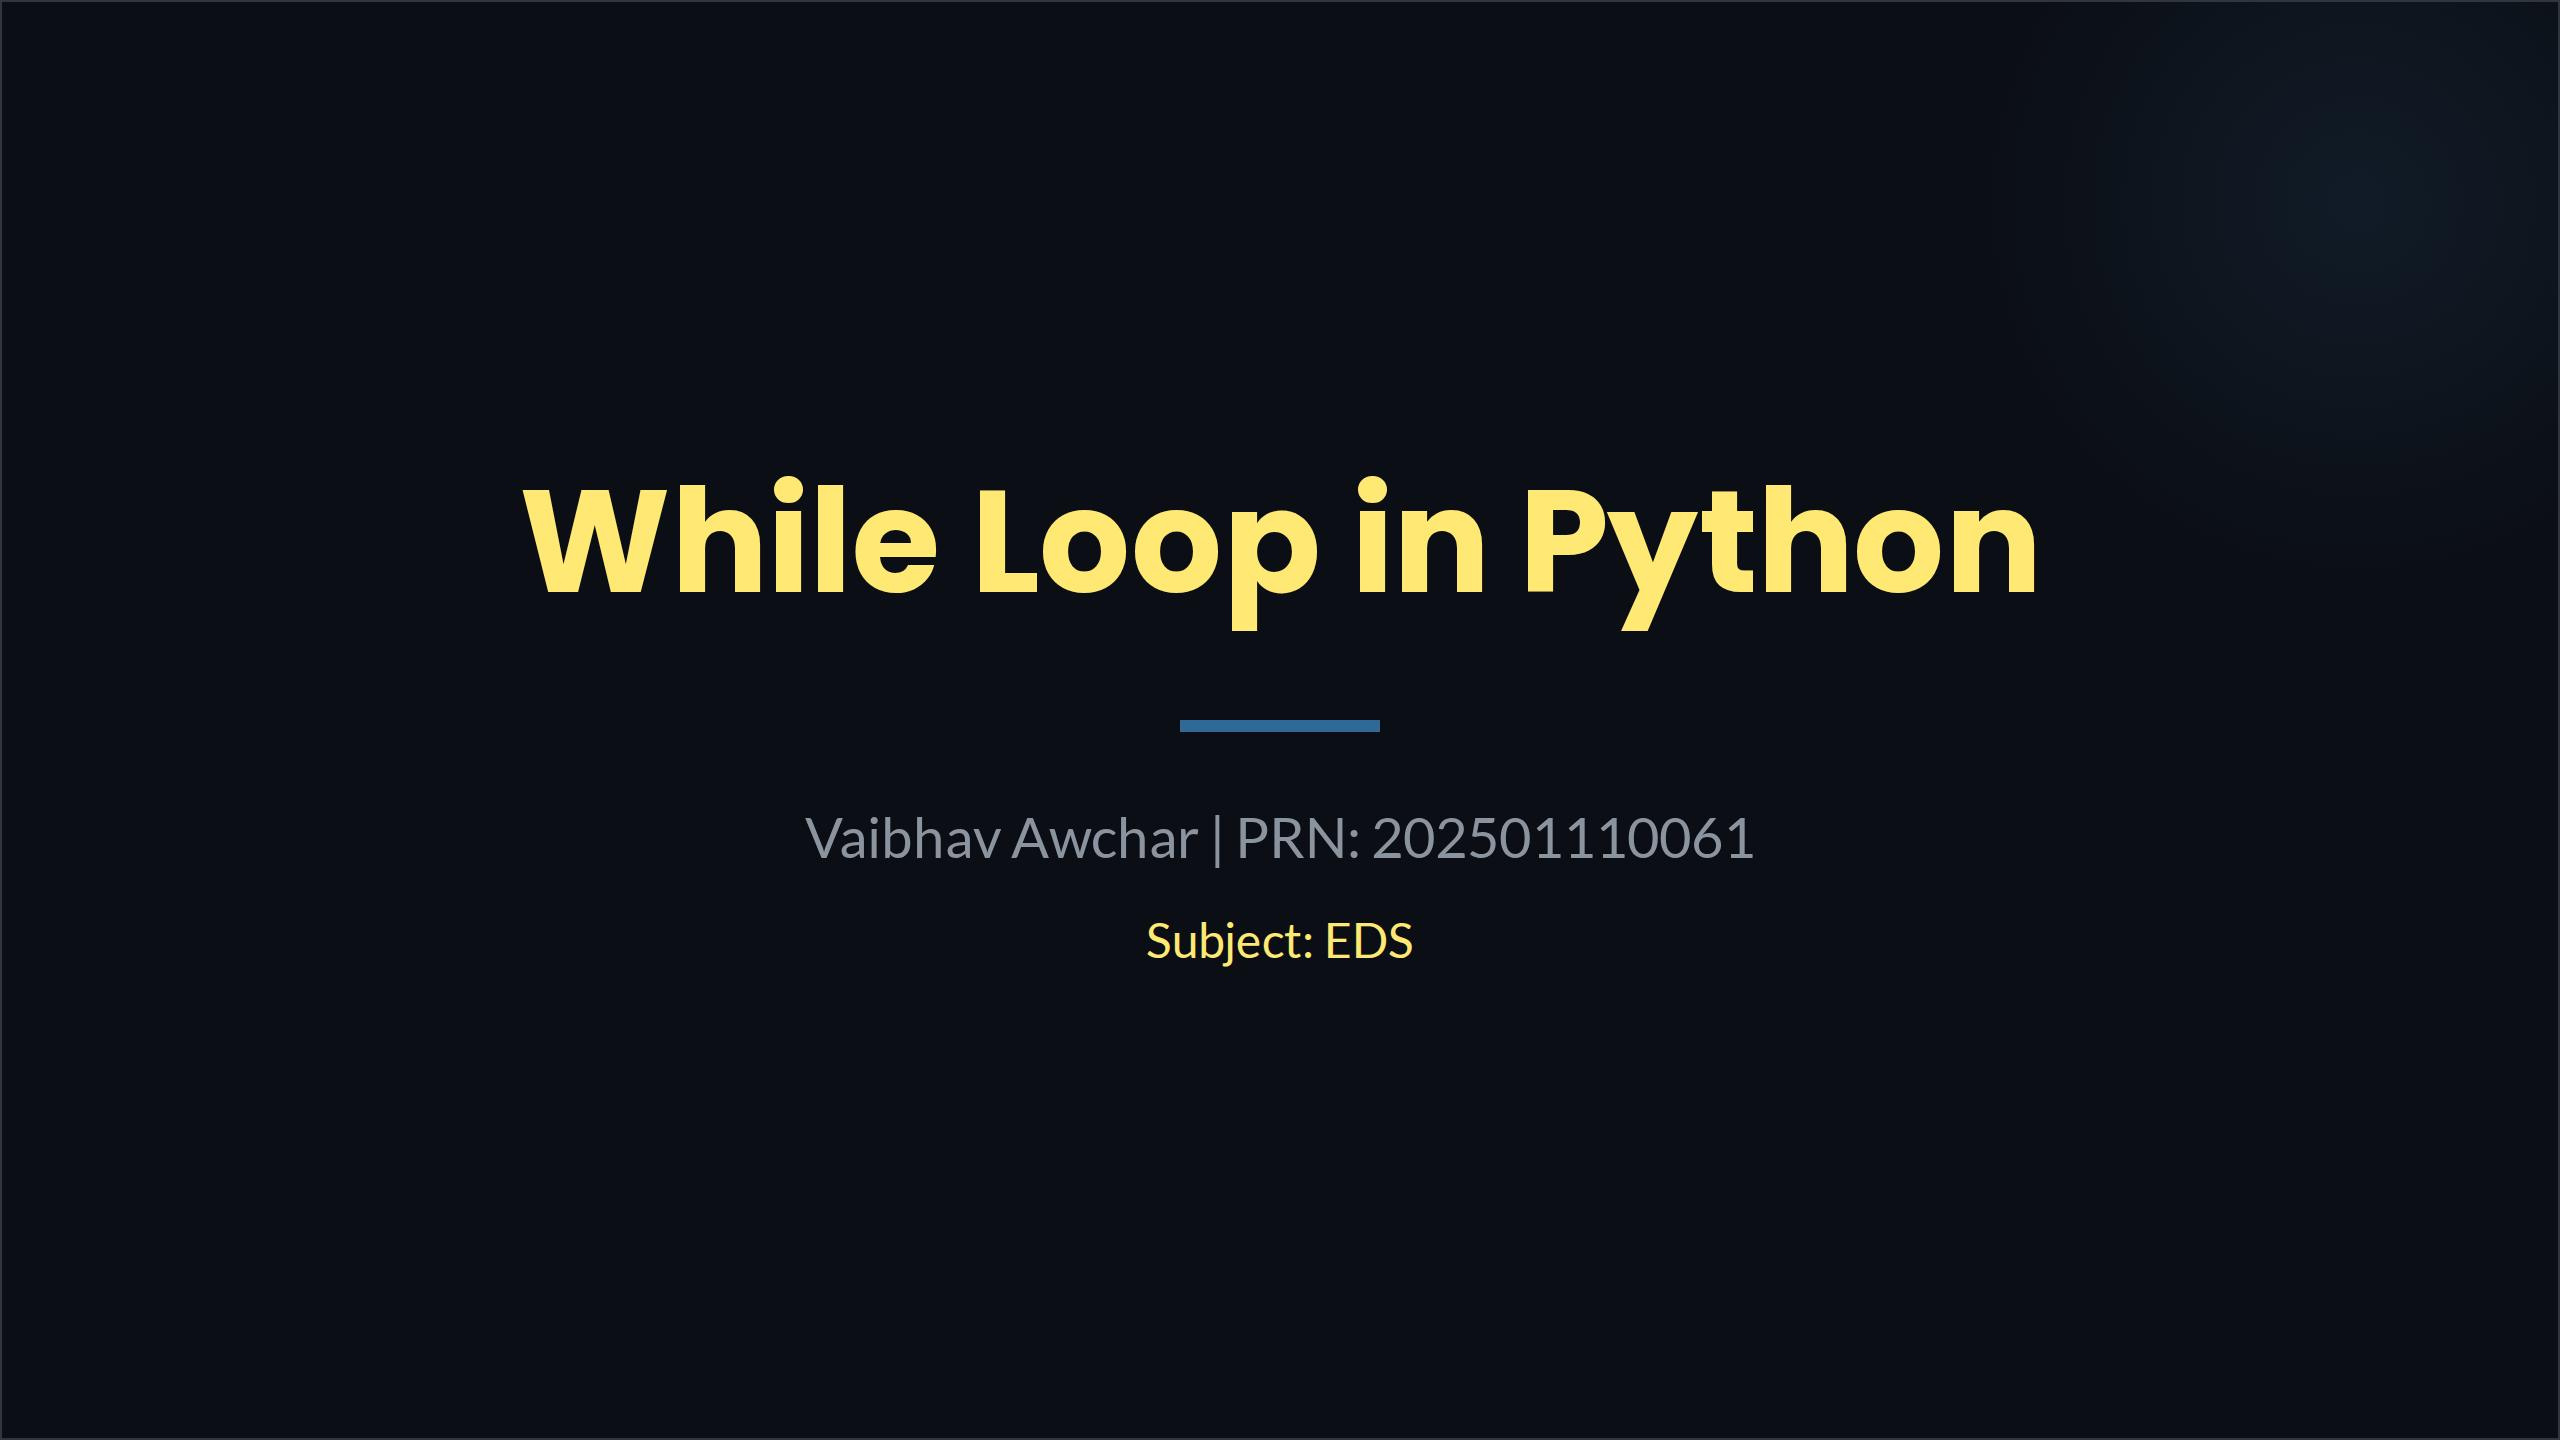 While Loop in Python
Vaibhav Awchar | PRN: 202501110061
Subject: EDS